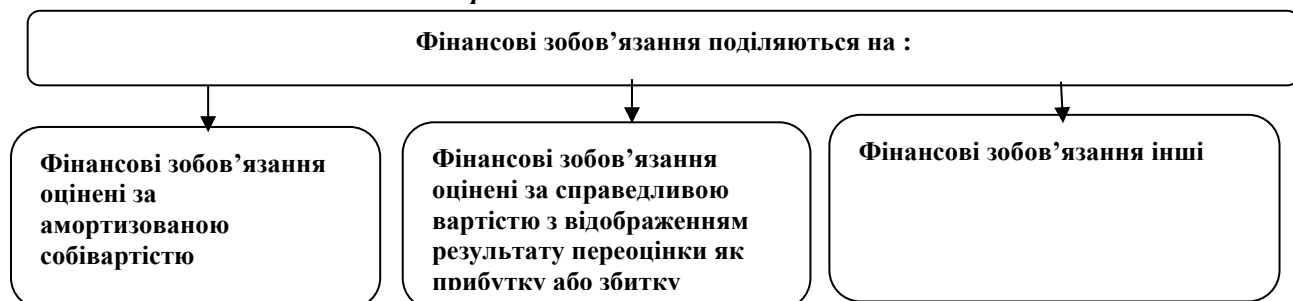 Фінансові зобов’язання поділяються на :
Фінансові зобов’язання
оцінені за
амортизованою
собівартістю
Фінансові зобов’язання
оцінені за справедливою
вартістю з відображенням
результату переоцінки як
прибутку або збитку
Фінансові зобов’язання інші